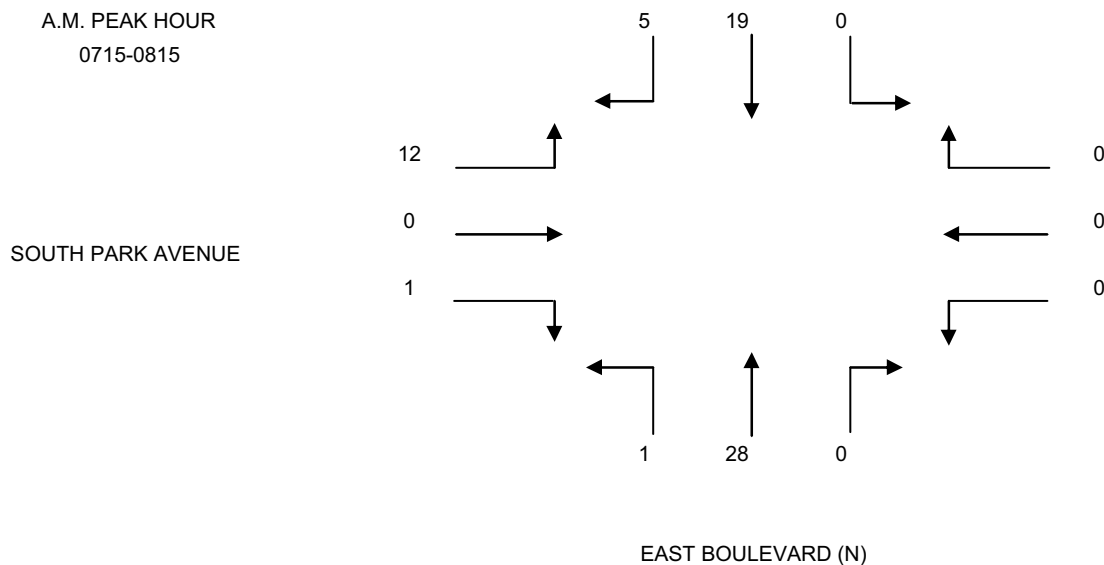 A.M. PEAK HOUR
0715-0815
5 19 0
12 0
0 0
SOUTH PARK AVENUE
1 0
1 28 0
EAST BOULEVARD (N)